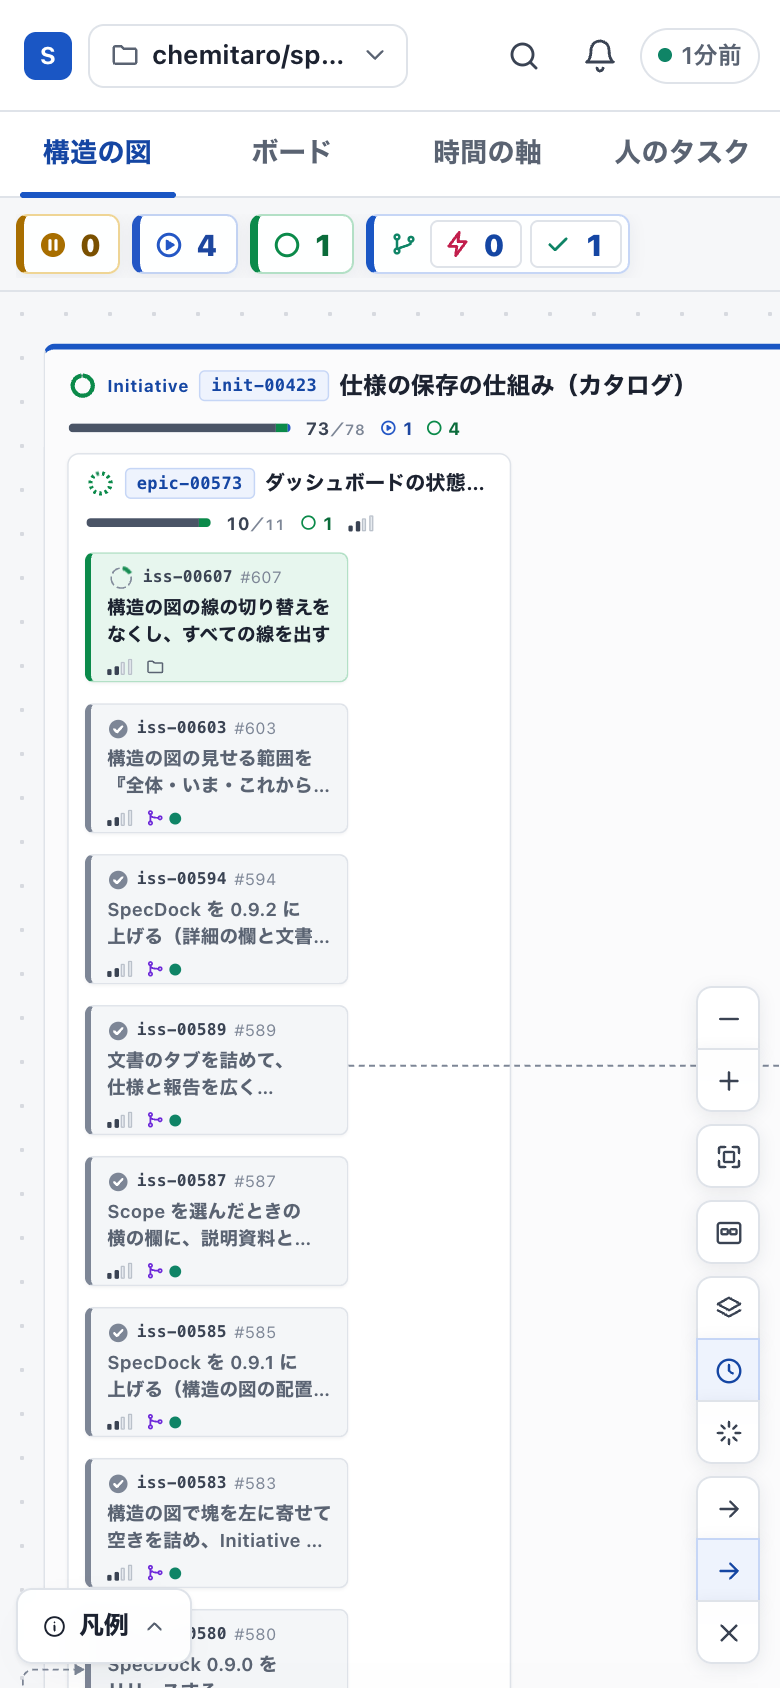 S
chemitaro/sp...
1分前
構造の図
ボード
時間の軸
人のタスク
0
4
1
0
1
Initiative init-00423 仕様の保存の仕組み（カタログ）
73/78 1 4
epic-00573 ダッシュボードの状態...
10/11 1
iss-00607 #607
構造の図の線の切り替えを
なくし、すべての線を出す
iss-00603 #603
構造の図の見せる範囲を
『全体・いま・これから...
iss-00594 #594
SpecDock を 0.9.2 に
上げる（詳細の欄と文書...
iss-00589 #589
文書のタブを詰めて、
仕様と報告を広く...
iss-00587 #587
Scope を選んだときの
横の欄に、説明資料と...
iss-00585 #585
SpecDock を 0.9.1 に
上げる（構造の図の配置...
iss-00583 #583
構造の図で塊を左に寄せて
空きを詰め、Initiative ...
凡例
0580 #580
SpecDock 0.9.0 を